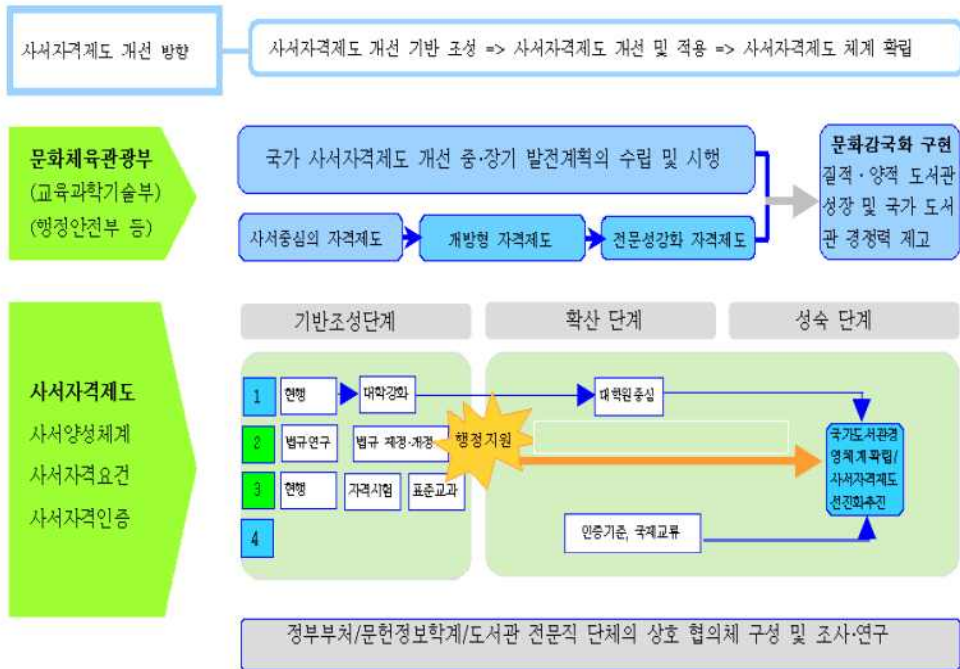 사서자격제도 개선 방향
사서자격제도 개선 기반 조성 => 사서자격제도 개선 및 적용 => 사서자격제도 체계 확립
문화체육관광부
(교육과학기술부)
(행정안전부 등)
국가 사서자격제도 개선 중·장기 발전계획의 수립 및 시행
사서중심의 자격제도
개방형 자격제도
전문성강화 자격제도
문화감국화 구현
질적·양적 도서관
성장 및 국가 도서
관 경정력 제고
사서자격제도
사서양성체계
사서자격요건
사서자격인증
기반조성단계
확산 단계
성숙 단계
1
현행
대학강화
대학원중심
2
법규연구
법규 제정·개정
행정지원
3
현행
자격시험
표준교과
4
인증기준, 국제교류
국가도서관경
영체계확립/
사서자격제도
선진화추진
정부부처/문헌정보학계/도서관 전문직 단체의 상호 협의체 구성 및 조사·연구